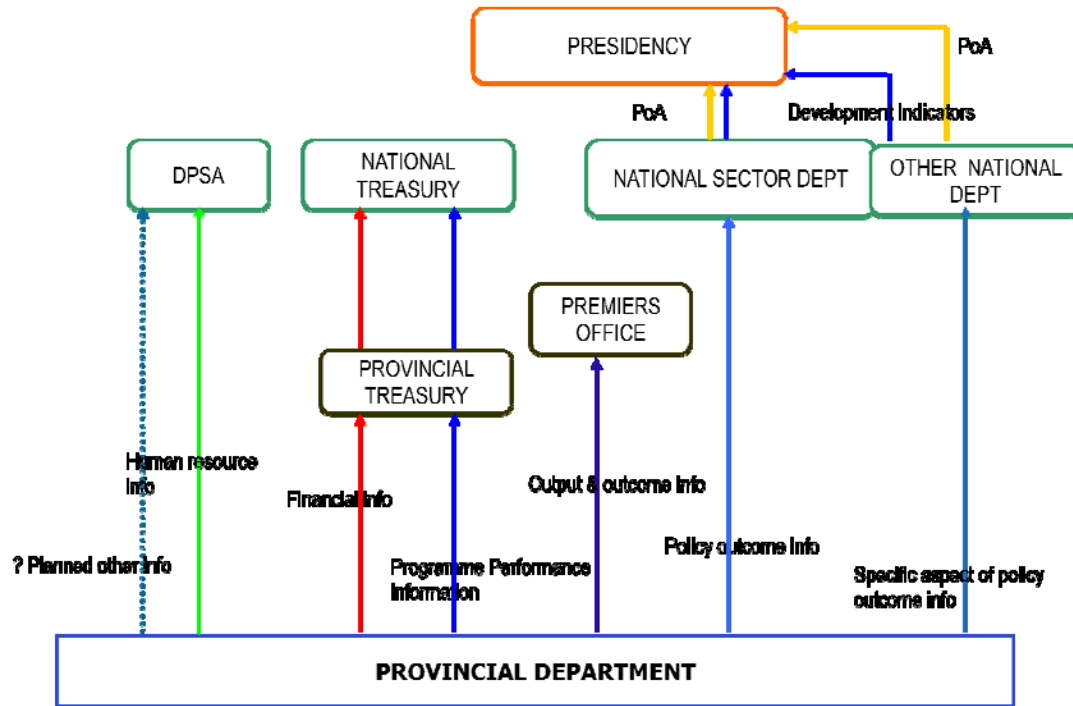 PRESIDENCY
PoA
PoA
Development Indicators
DPSA
NATIONAL
TREASURY
NATIONAL SECTOR DEPT
OTHER NATIONAL
DEPT
PREMIERS
OFFICE
PROVINCIAL
TREASURY
Human resource
Info
Financial Info
Output & outcome Info
Policy outcome Info
? Planned other Info
Programme Performance
Information
Specific aspect of policy
outcome info
PROVINCIAL DEPARTMENT